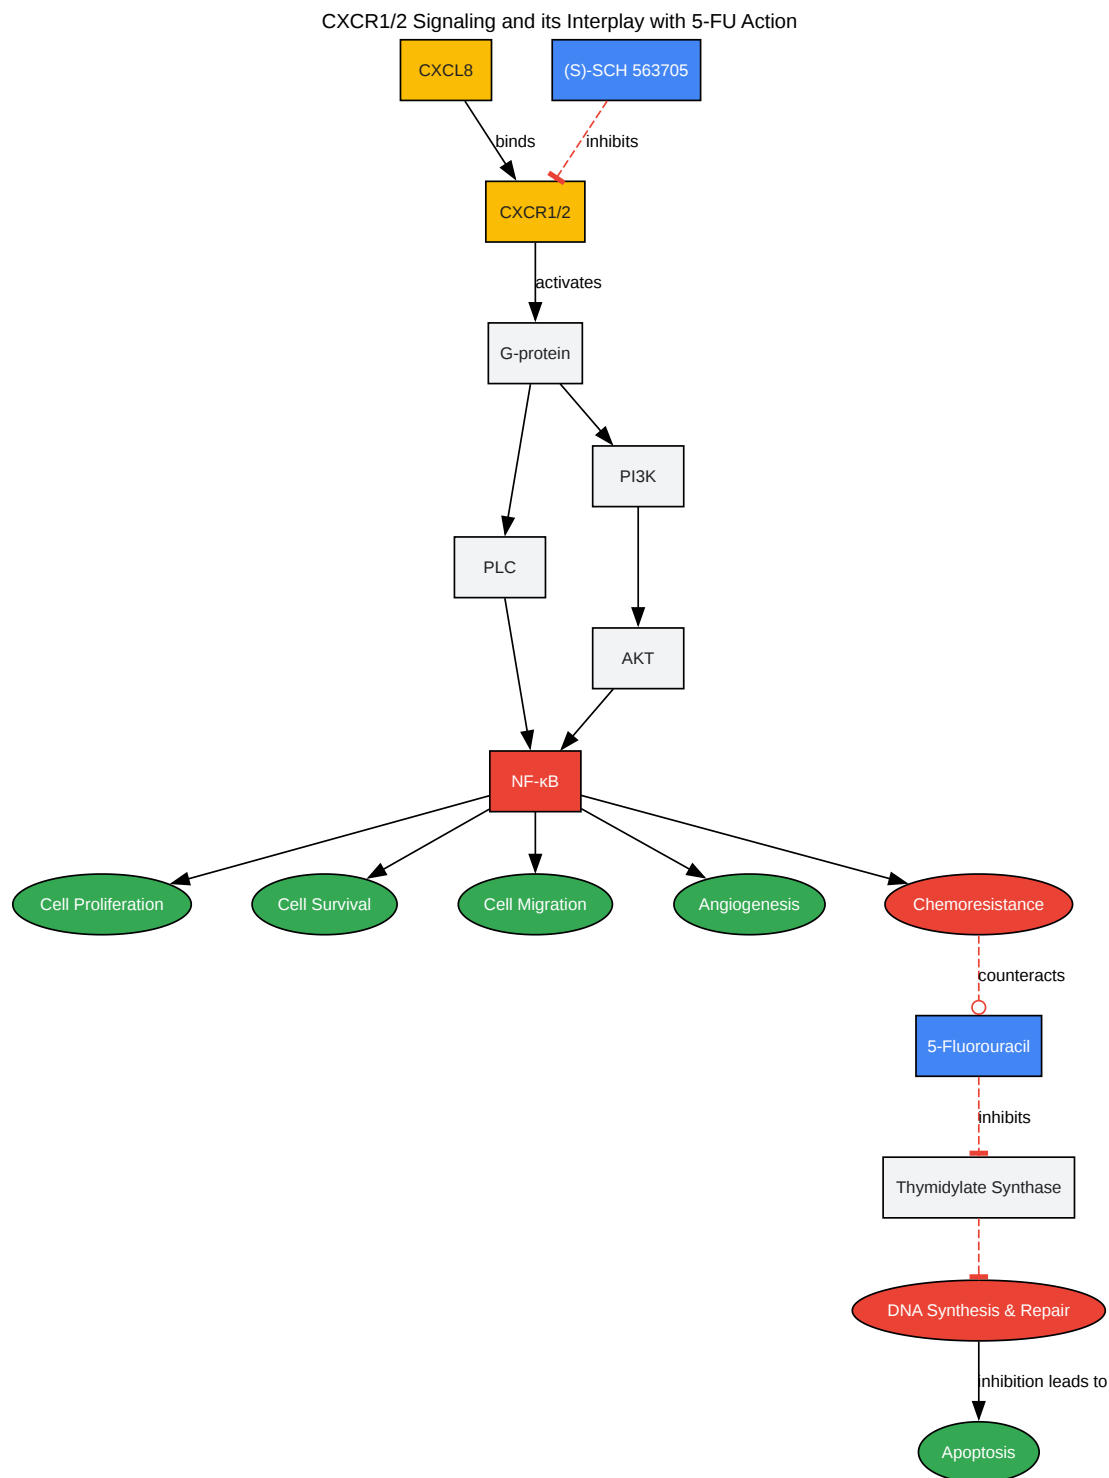 CXCR1/2 Signaling and its Interplay with 5-FU Action
CXCL8
(S)-SCH 563705
binds
inhibits
CXCR1/2
activates
G-protein
PI3K
PLC
AKT
NF-κB
Cell Proliferation
Cell Survival
Cell Migration
Angiogenesis
Chemoresistance
counteracts
5-Fluorouracil
inhibits
Thymidylate Synthase
DNA Synthesis & Repair
inhibition leads to
Apoptosis